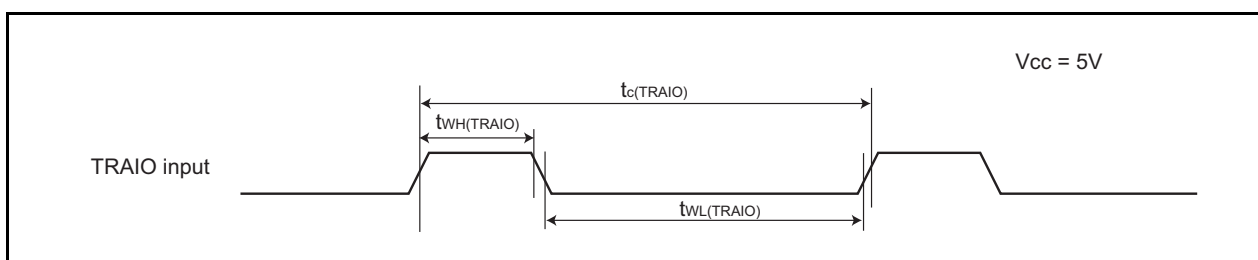 Vcc = 5V
tc(TRAIO)
tWH(TRAIO)
TRAIO input
tWL(TRAIO)